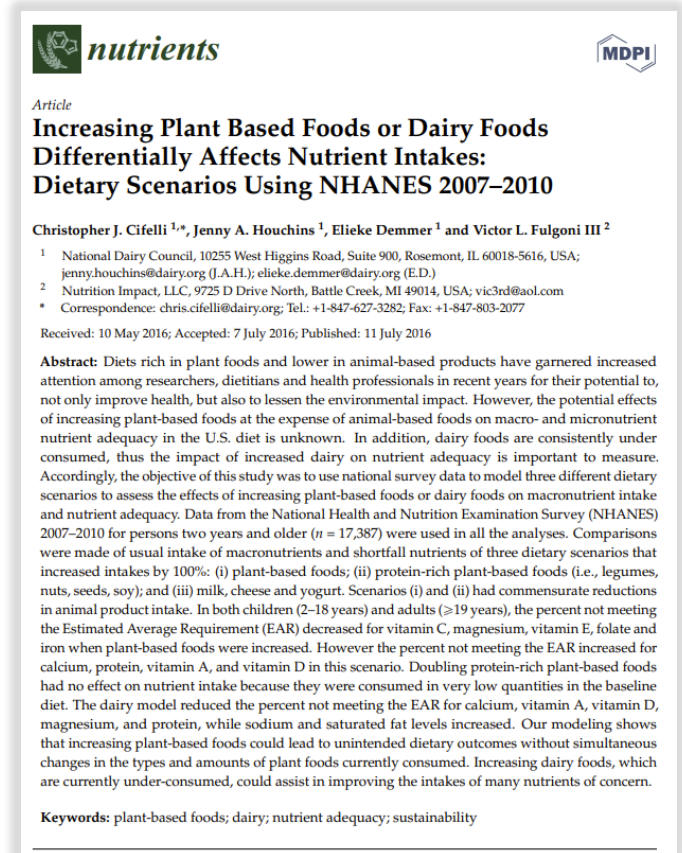 nutrients
MDPI
Article
Increasing Plant Based Foods or Dairy Foods
Differentially Affects Nutrient Intakes:
Dietary Scenarios Using NHANES 2007–2010
Christopher J. Cifelli 1,*, Jenny A. Houchins 1, Elieke Demmer 1 and Victor L. Fulgoni III 2
1 National Dairy Council, 10255 West Higgins Road, Suite 900, Rosemont, IL 60018-5616, USA;
jenny.houchins@dairy.org (J.A.H.); elieke.demmer@dairy.org (E.D.)
2 Nutrition Impact, LLC, 9725 D Drive North, Battle Creek, MI 49014, USA; vic3rd@aol.com
* Correspondence: chris.cifelli@dairy.org; Tel.: +1-847-627-3282; Fax: +1-847-803-2077
Received: 10 May 2016; Accepted: 7 July 2016; Published: 11 July 2016
Abstract: Diets rich in plant foods and lower in animal-based products have garnered increased
attention among researchers, dietitians and health professionals in recent years for their potential to,
not only improve health, but also to lessen the environmental impact. However, the potential effects
of increasing plant-based foods at the expense of animal-based foods on macro- and micronutrient
nutrient adequacy in the U.S. diet is unknown. In addition, dairy foods are consistently under
consumed, thus the impact of increased dairy on nutrient adequacy is important to measure.
Accordingly, the objective of this study was to use national survey data to model three different dietary
scenarios to assess the effects of increasing plant-based foods or dairy foods on macronutrient intake
and nutrient adequacy. Data from the National Health and Nutrition Examination Survey (NHANES)
2007–2010 for persons two years and older (n = 17,387) were used in all the analyses. Comparisons
were made of usual intake of macronutrients and shortfall nutrients of three dietary scenarios that
increased intakes by 100%: (i) plant-based foods; (ii) protein-rich plant-based foods (i.e., legumes,
nuts, seeds, soy); and (iii) milk, cheese and yogurt. Scenarios (i) and (ii) had commensurate reductions
in animal product intake. In both children (2–18 years) and adults (⩾19 years), the percent not meeting
the Estimated Average Requirement (EAR) decreased for vitamin C, magnesium, vitamin E, folate and
iron when plant-based foods were increased. However the percent not meeting the EAR increased for
calcium, protein, vitamin A, and vitamin D in this scenario. Doubling protein-rich plant-based foods
had no effect on nutrient intake because they were consumed in very low quantities in the baseline
diet. The dairy model reduced the percent not meeting the EAR for calcium, vitamin A, vitamin D,
magnesium, and protein, while sodium and saturated fat levels increased. Our modeling shows
that increasing plant-based foods could lead to unintended dietary outcomes without simultaneous
changes in the types and amounts of plant foods currently consumed. Increasing dairy foods, which
are currently under-consumed, could assist in improving the intakes of many nutrients of concern.
Keywords: plant-based foods; dairy; nutrient adequacy; sustainability